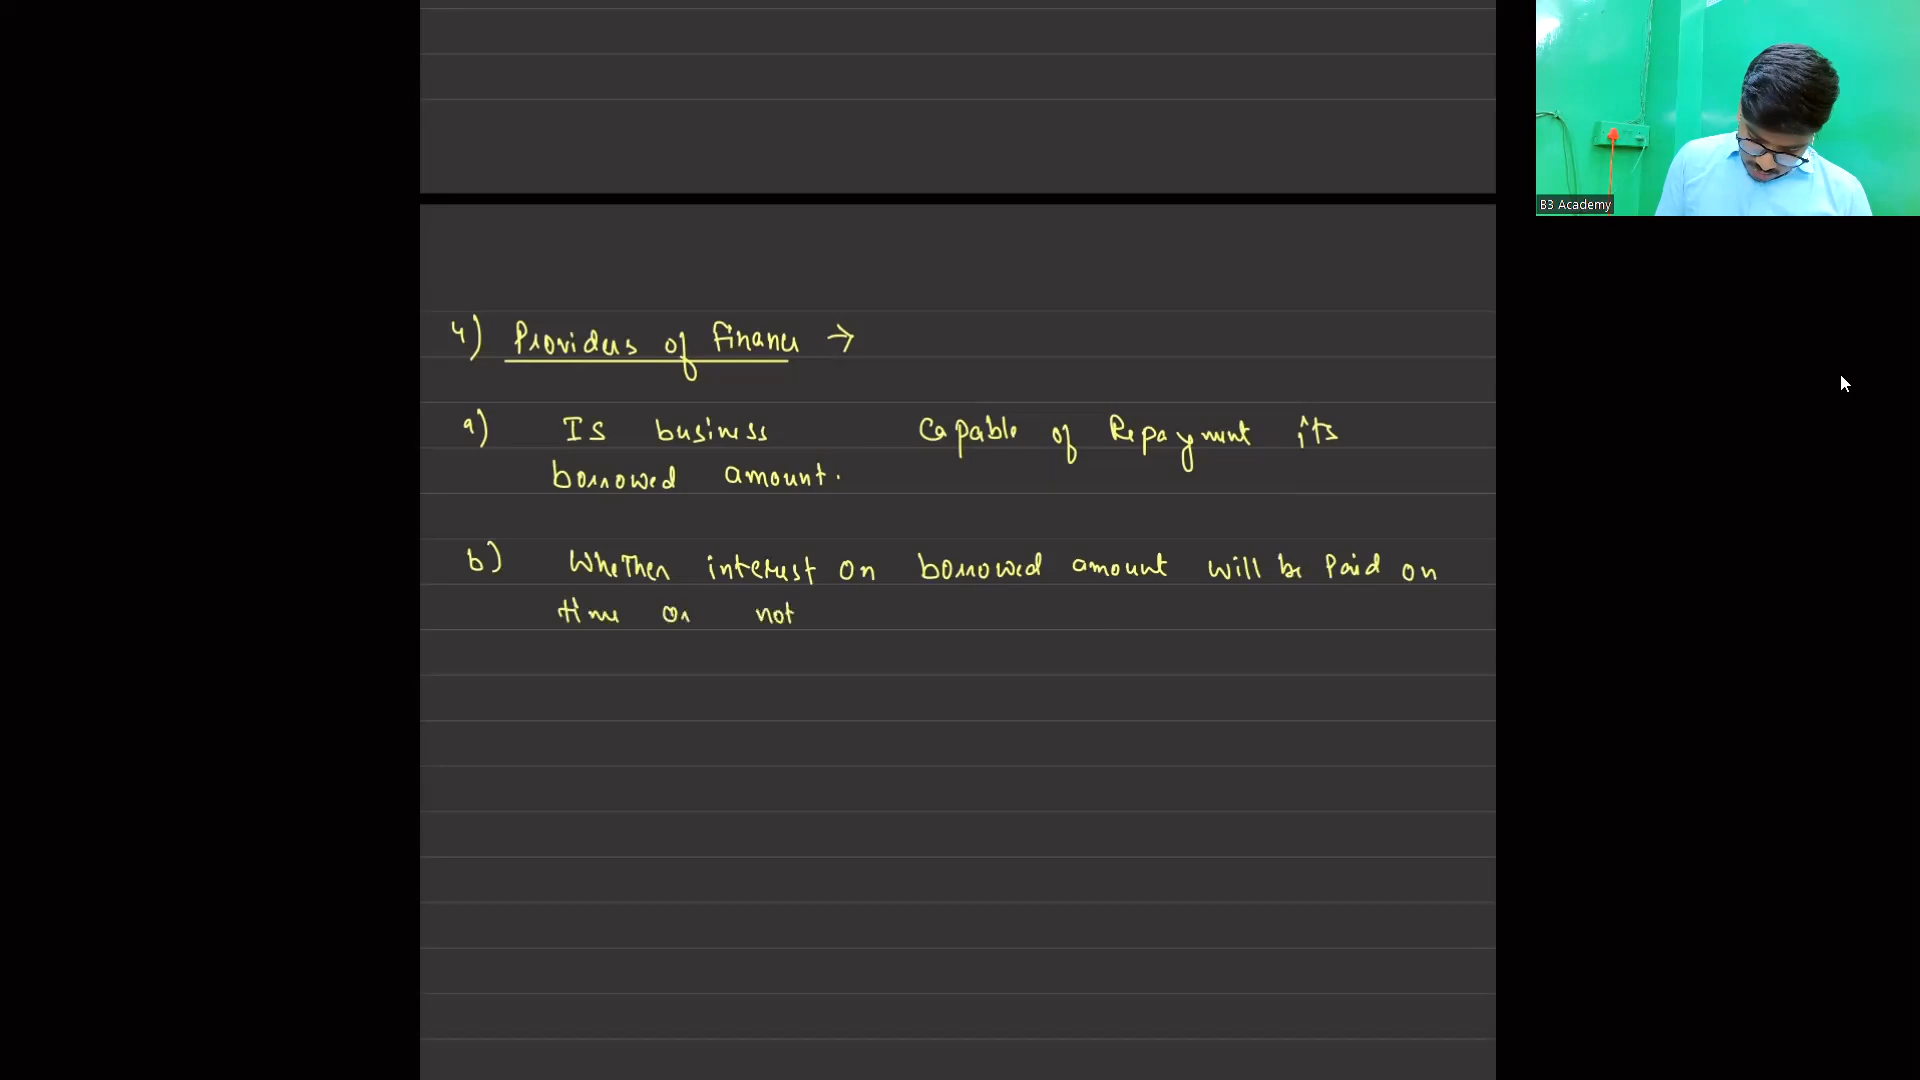 B3 Academy
4) Providers of finance →
a) Is business capable of Repayment its
borrowed amount.
b) Whether interest on borrowed amount will be Paid on
time or not